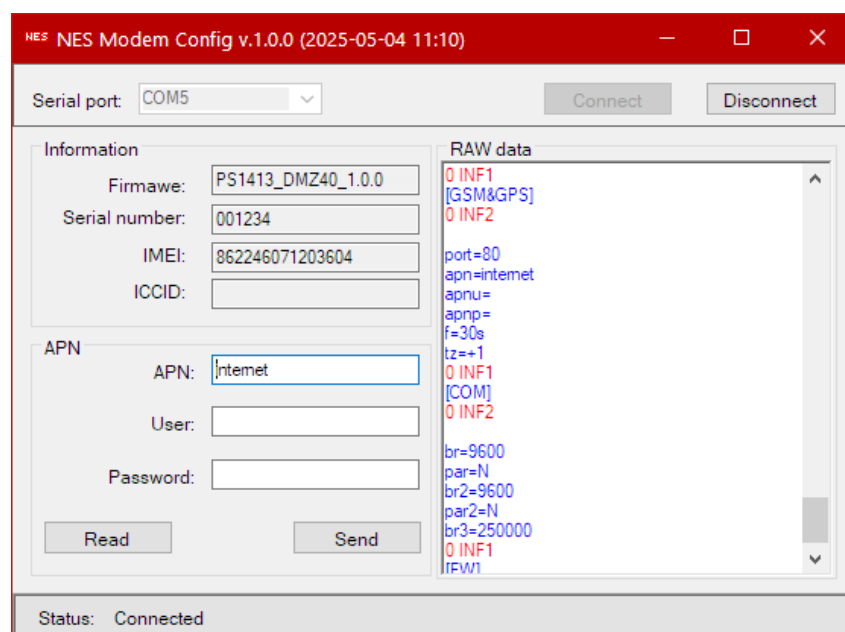 NES NES Modem Config v.1.0.0 (2025-05-04 11:10)
Serial port: COM5 Connect Disconnect
Information
Firmawe: PS1413_DMZ40_1.0.0
Serial number: 001234
IMEI: 862246071203604
ICCID:
APN
APN: internet
User:
Password:
Read Send
RAW data
0 INF1
[GSM&GPS]
0 INF2
port=80
apn=internet
apnu=
apnp=
f=30s
tz=+1
0 INF1
[COM]
0 INF2
br=9600
par=N
br2=9600
par2=N
br3=250000
0 INF1
[FW]
Status: Connected